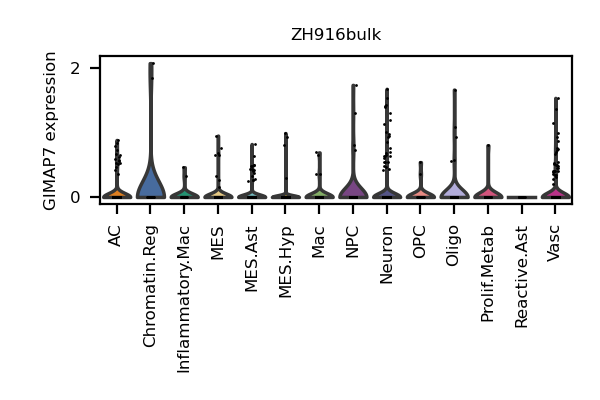 ZH916bulk
GIMAP7 expression
2
0
AC
Chromatin.Reg
Inflammatory.Mac
MES
MES.Ast
MES.Hyp
Mac
NPC
Neuron
OPC
Oligo
Prolif.Metab
Reactive.Ast
Vasc